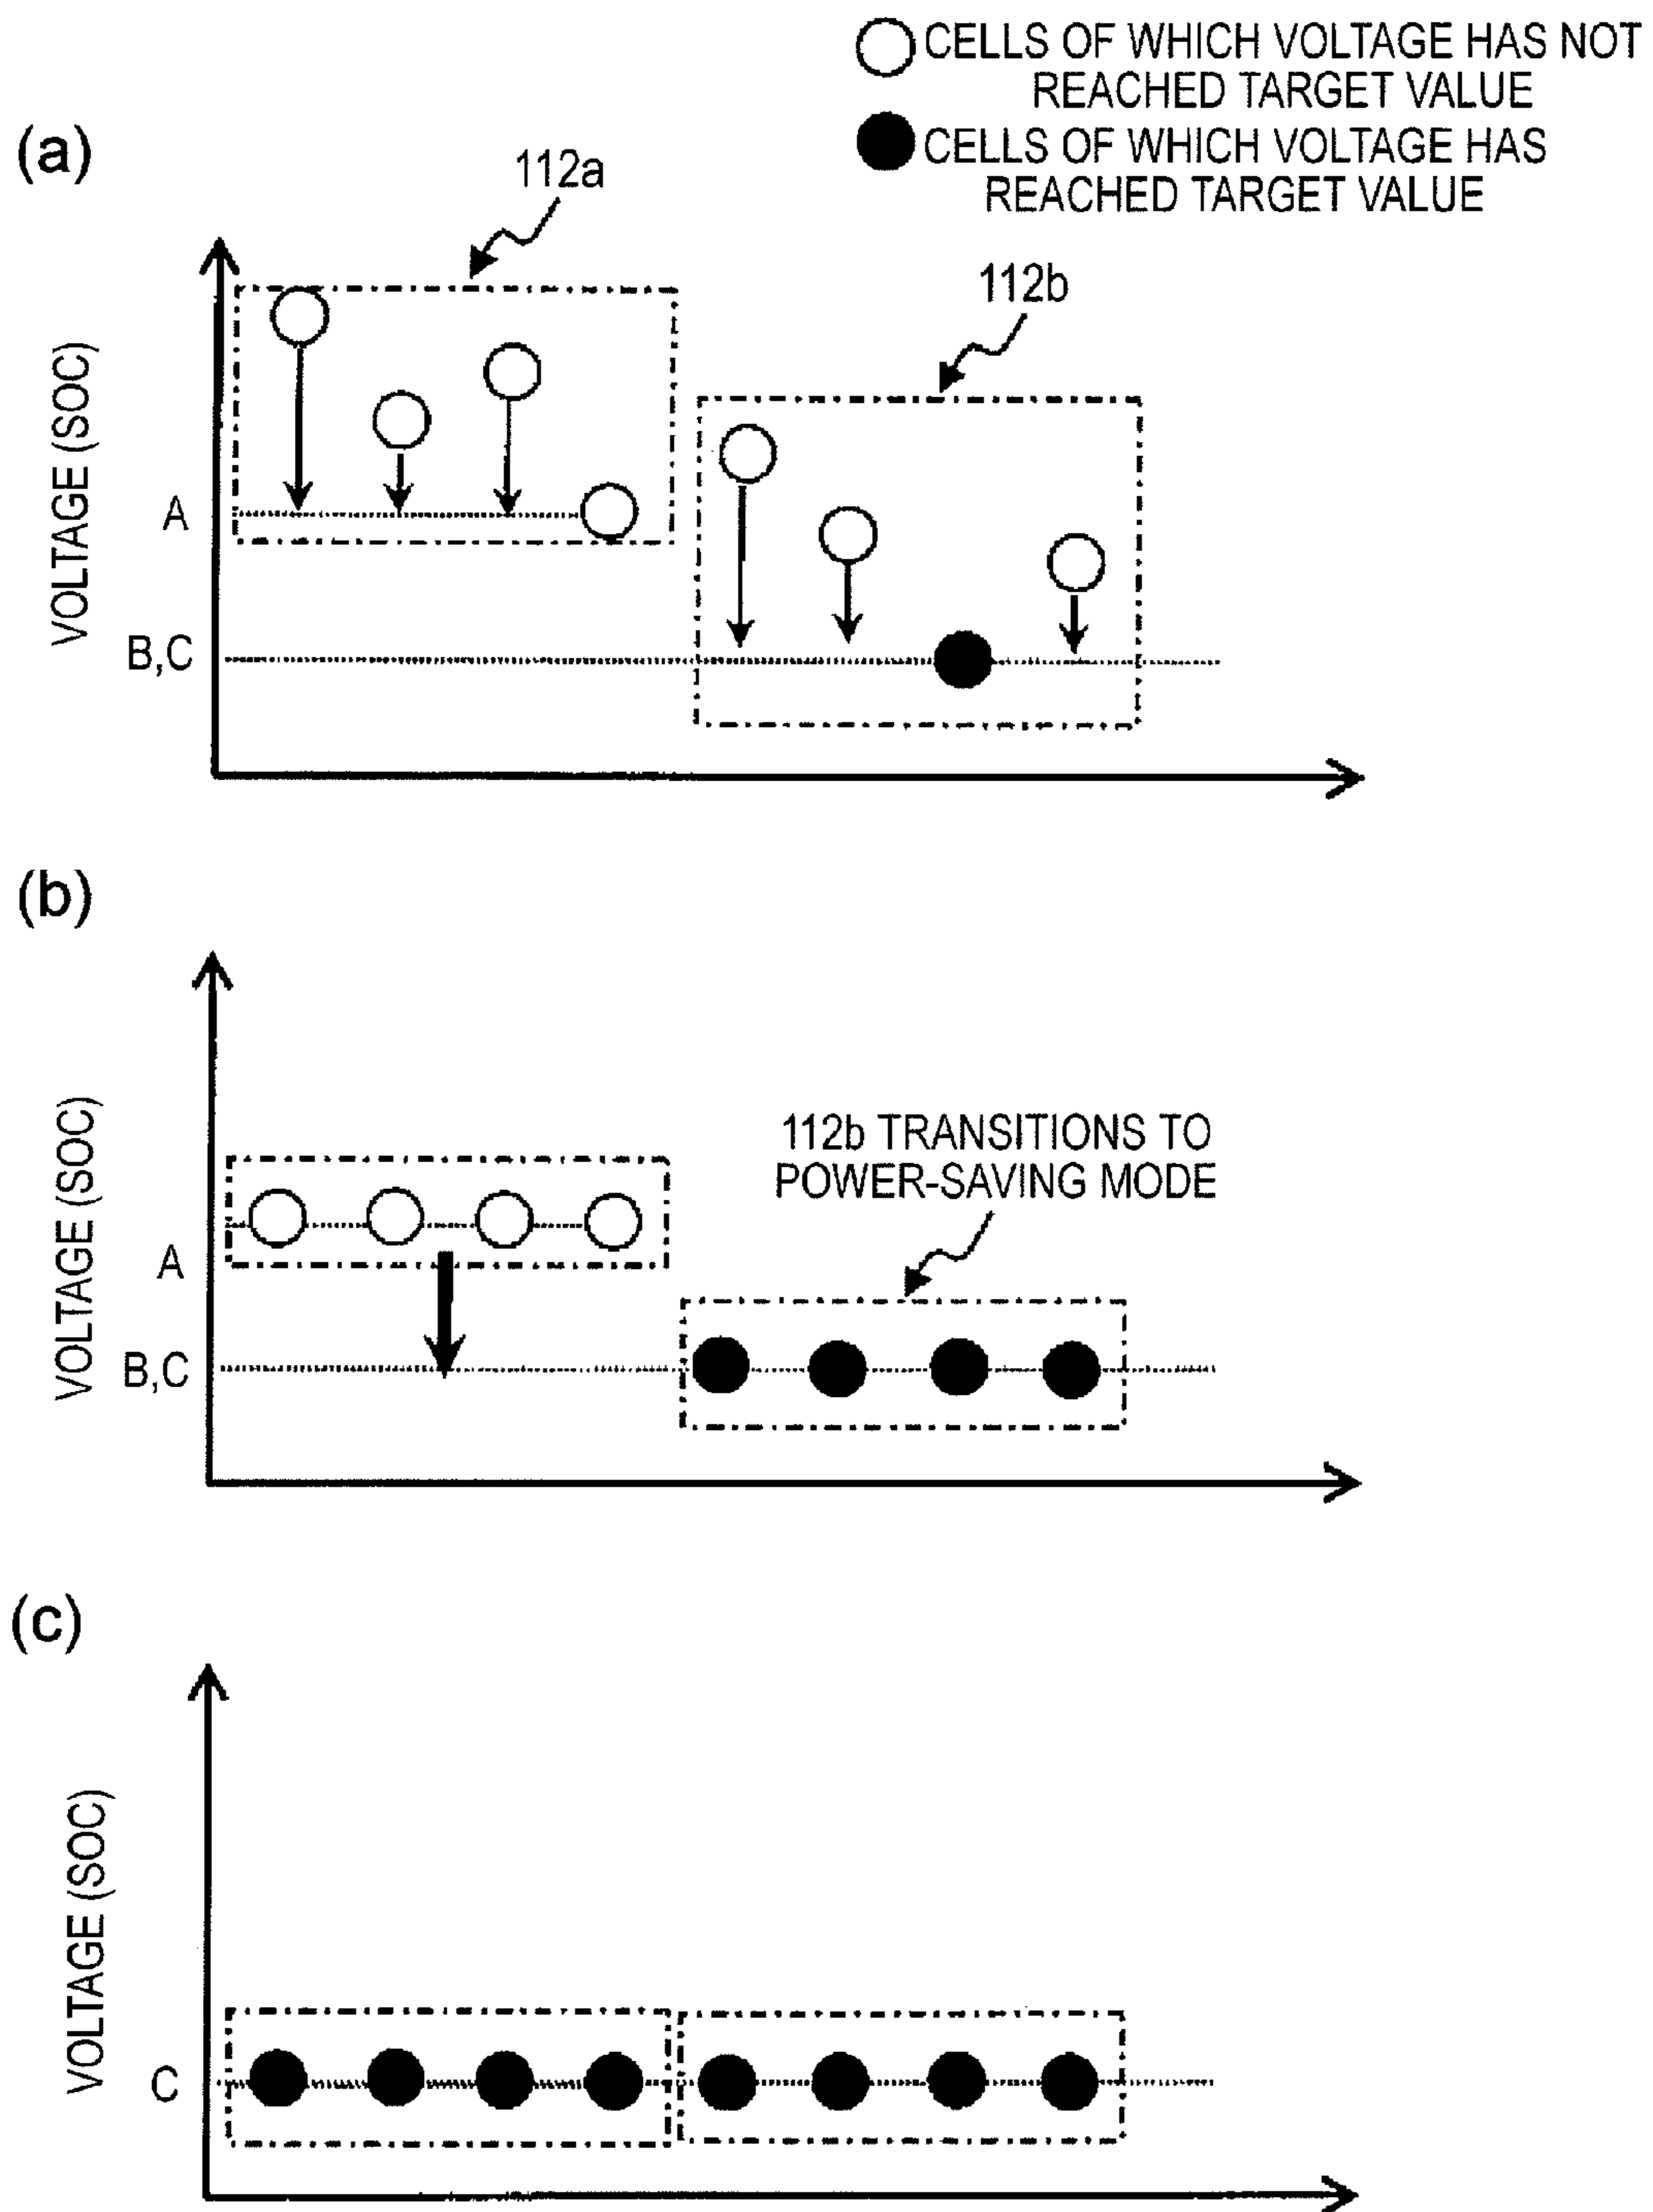 CELLS OF WHICH VOLTAGE HAS NOT
REACHED TARGET VALUE
CELLS OF WHICH VOLTAGE HAS
REACHED TARGET VALUE
(a)
112a
112b
VOLTAGE (SOC)
A
B,C
(b)
112b TRANSITIONS TO
POWER-SAVING MODE
VOLTAGE (SOC)
A
B,C
(c)
VOLTAGE (SOC)
C